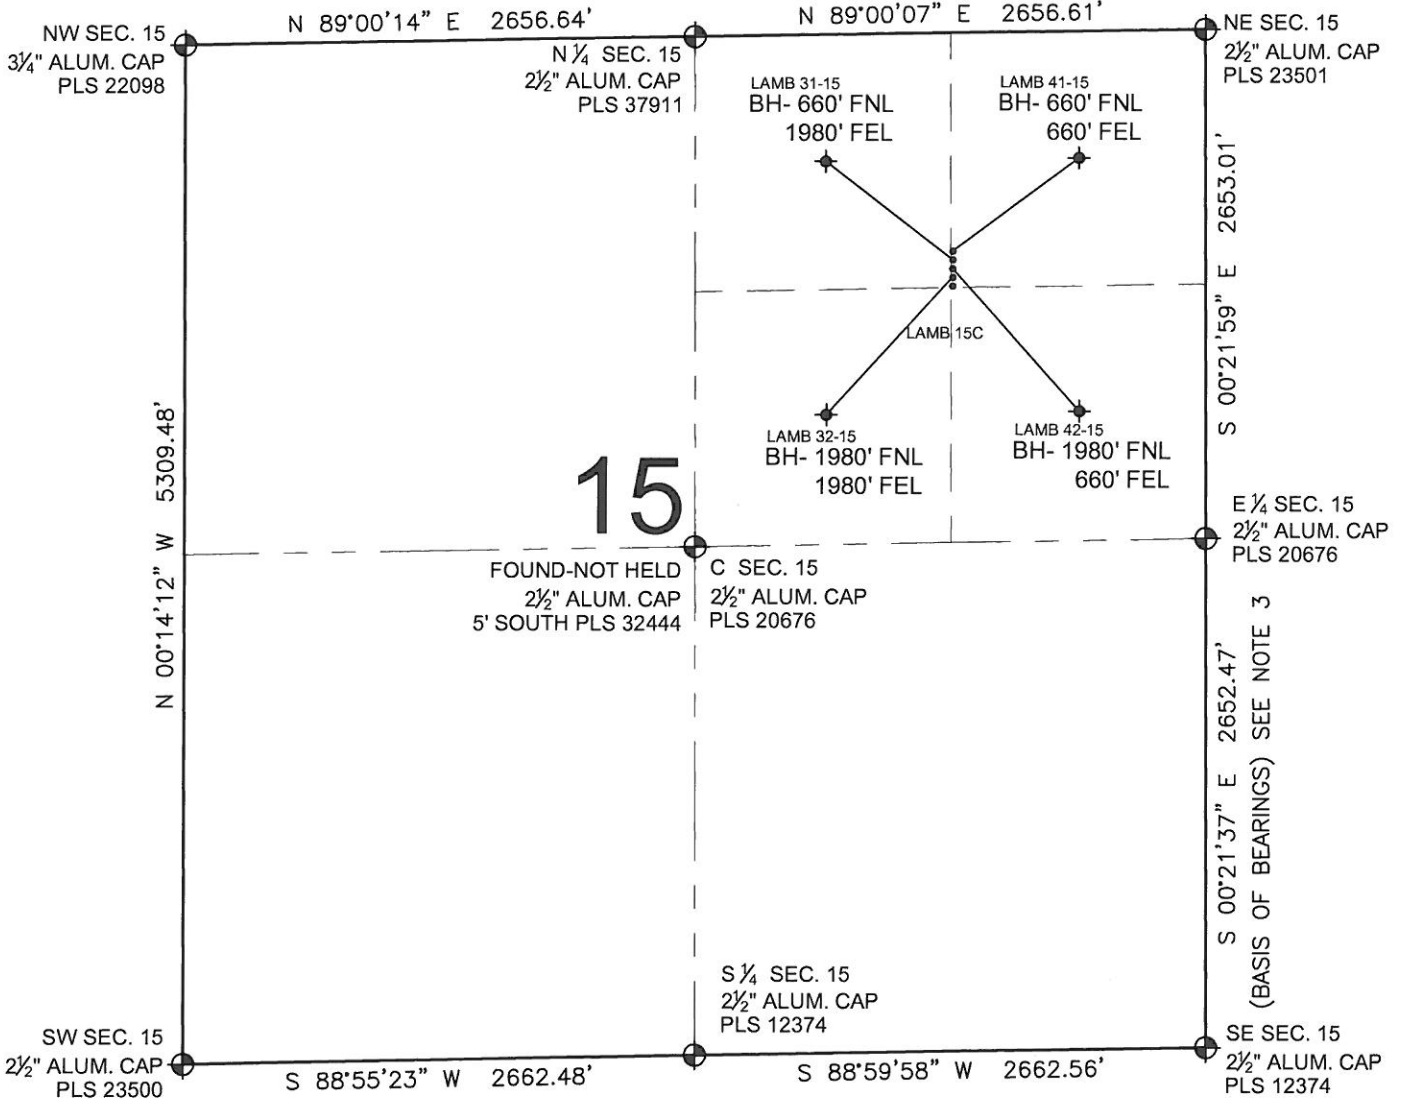 N 89°00'14" E 2656.64'
S 89°00'07" E 2656.61'
NW SEC. 15
3¼" ALUM. CAP
PLS 22098
N ¼ SEC. 15
2½" ALUM. CAP
PLS 37911
NE SEC. 15
2½" ALUM. CAP
PLS 23501
LAMB 31-15
BH- 660' FNL
1980' FEL
LAMB 41-15
BH- 660' FNL
660' FEL
S 00°21'59" E 2653.01'
LAMB 15C
LAMB 32-15
BH- 1980' FNL
1980' FEL
LAMB 42-15
BH- 1980' FNL
660' FEL
N 00°14'12" W 5309.48'
15
E ¼ SEC. 15
2½" ALUM. CAP
PLS 20676
FOUND-NOT HELD
2½" ALUM. CAP
5' SOUTH PLS 32444
C SEC. 15
2½" ALUM. CAP
PLS 20676
S 00°21'37" E 2652.47'
(BASIS OF BEARINGS) SEE NOTE 3
S ¼ SEC. 15
2½" ALUM. CAP
PLS 12374
SW SEC. 15
2½" ALUM. CAP
PLS 23500
SE SEC. 15
2½" ALUM. CAP
PLS 12374
S 88°55'23" W 2662.48'
S 88°59'58" W 2662.56'